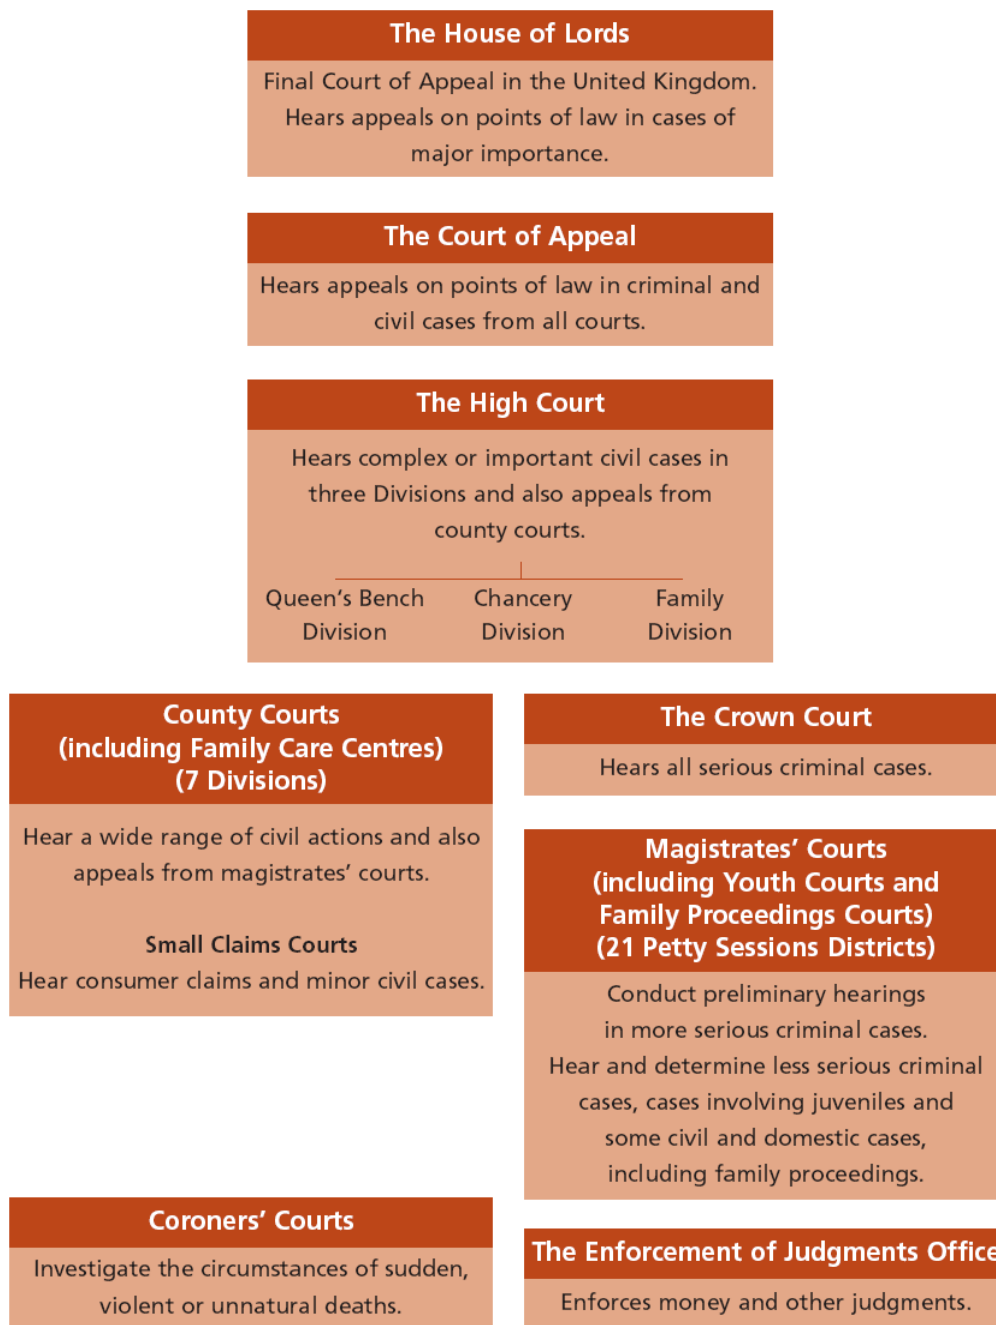 The House of Lords
Final Court of Appeal in the United Kingdom.
Hears appeals on points of law in cases of
major importance.
The Court of Appeal
Hears appeals on points of law in criminal and
civil cases from all courts.
The High Court
Hears complex or important civil cases in
three Divisions and also appeals from
county courts.
Queen's Bench
Division
Chancery
Division
Family
Division
County Courts
(including Family Care Centres)
(7 Divisions)
Hear a wide range of civil actions and also
appeals from magistrates' courts.
Small Claims Courts
Hear consumer claims and minor civil cases.
The Crown Court
Hears all serious criminal cases.
Magistrates' Courts
(including Youth Courts and
Family Proceedings Courts)
(21 Petty Sessions Districts)
Conduct preliminary hearings
in more serious criminal cases.
Hear and determine less serious criminal
cases, cases involving juveniles and
some civil and domestic cases,
including family proceedings.
Coroners' Courts
Investigate the circumstances of sudden,
violent or unnatural deaths.
The Enforcement of Judgments Office
Enforces money and other judgments.